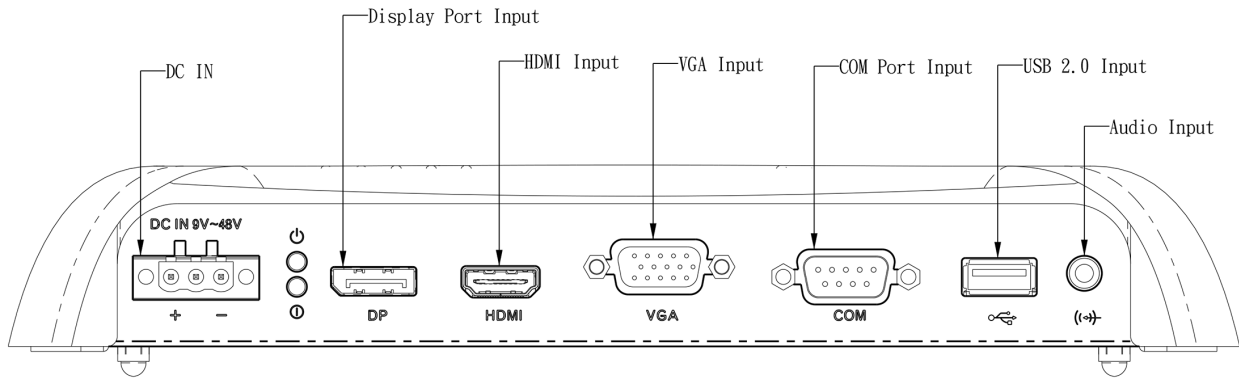 Display Port Input
HDMI Input
VGA Input
COM Port Input
USB 2.0 Input
DC IN
Audio Input
DC IN 9V~48V
+ −
DP
HDMI
VGA
COM